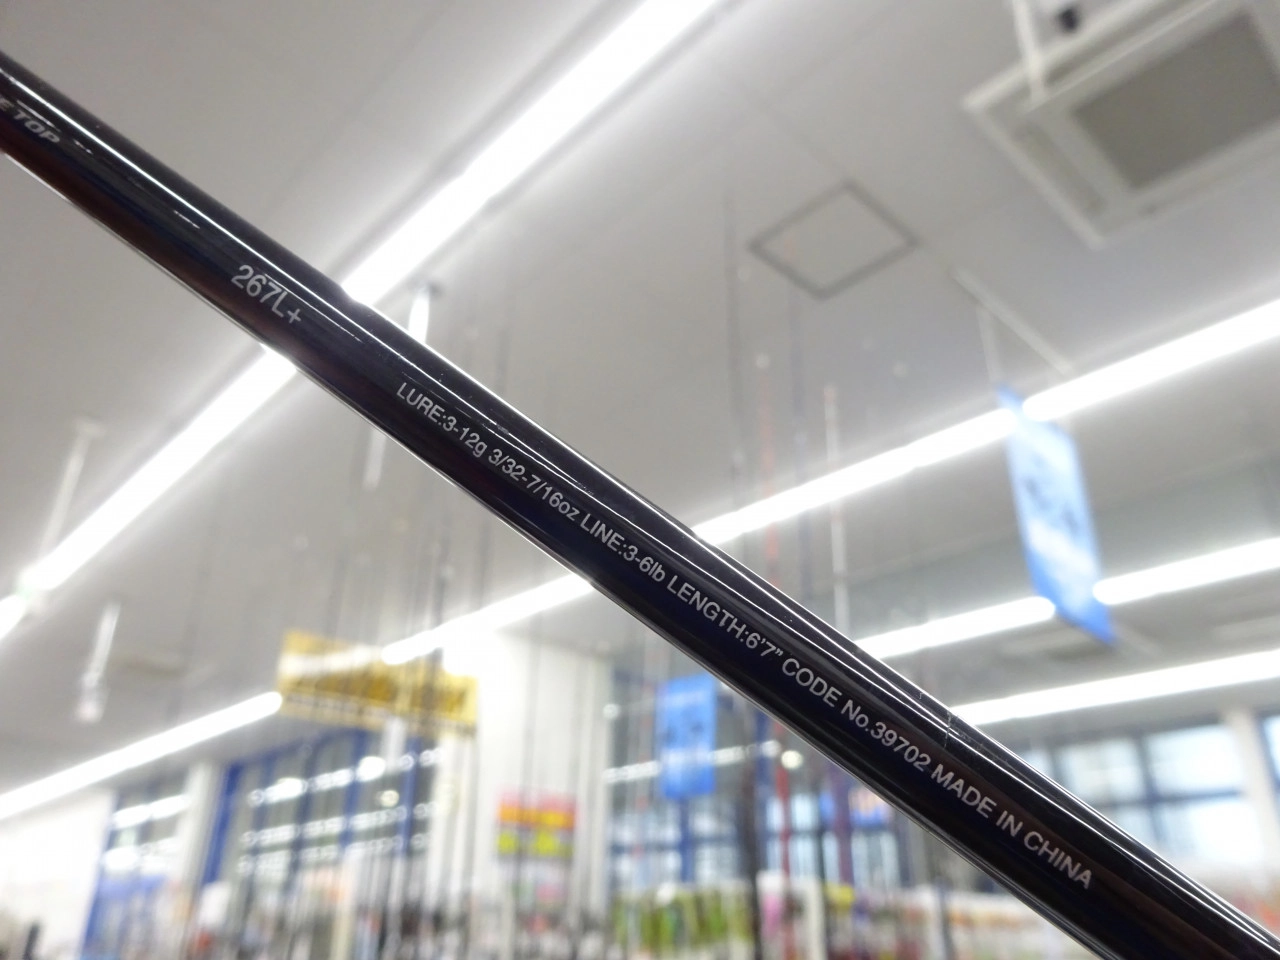 TOP
267L+
LURE:3-12g 3/32-7/16oz LINE:3-6lb LENGTH:6'7" CODE No.39702 MADE IN CHINA